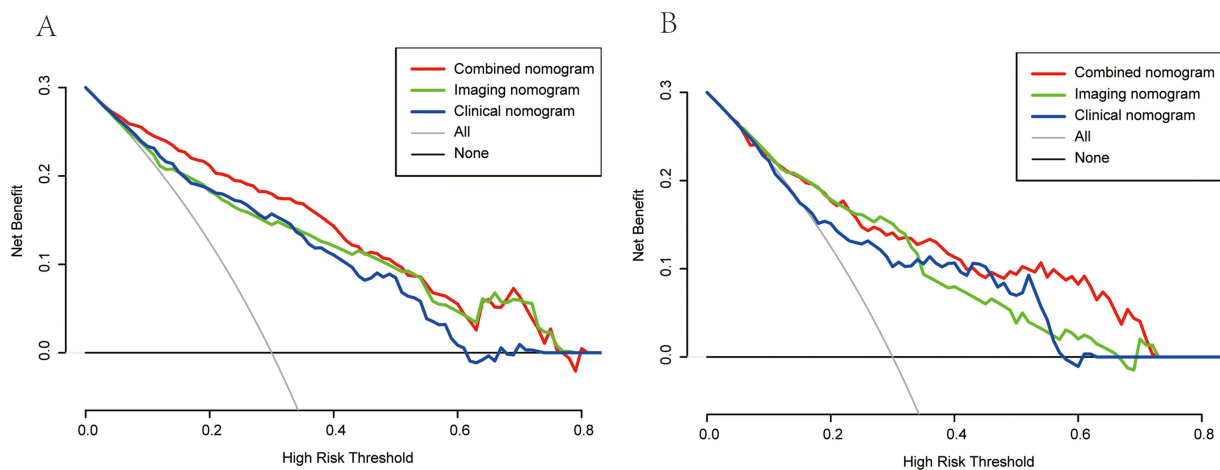 A
Combined nomogram
Imaging nomogram
Clinical nomogram
All
None
Net Benefit
0.3
0.2
0.1
0.0
0.0 0.2 0.4 0.6 0.8
High Risk Threshold
B
Combined nomogram
Imaging nomogram
Clinical nomogram
All
None
Net Benefit
0.3
0.2
0.1
0.0
0.0 0.2 0.4 0.6 0.8
High Risk Threshold